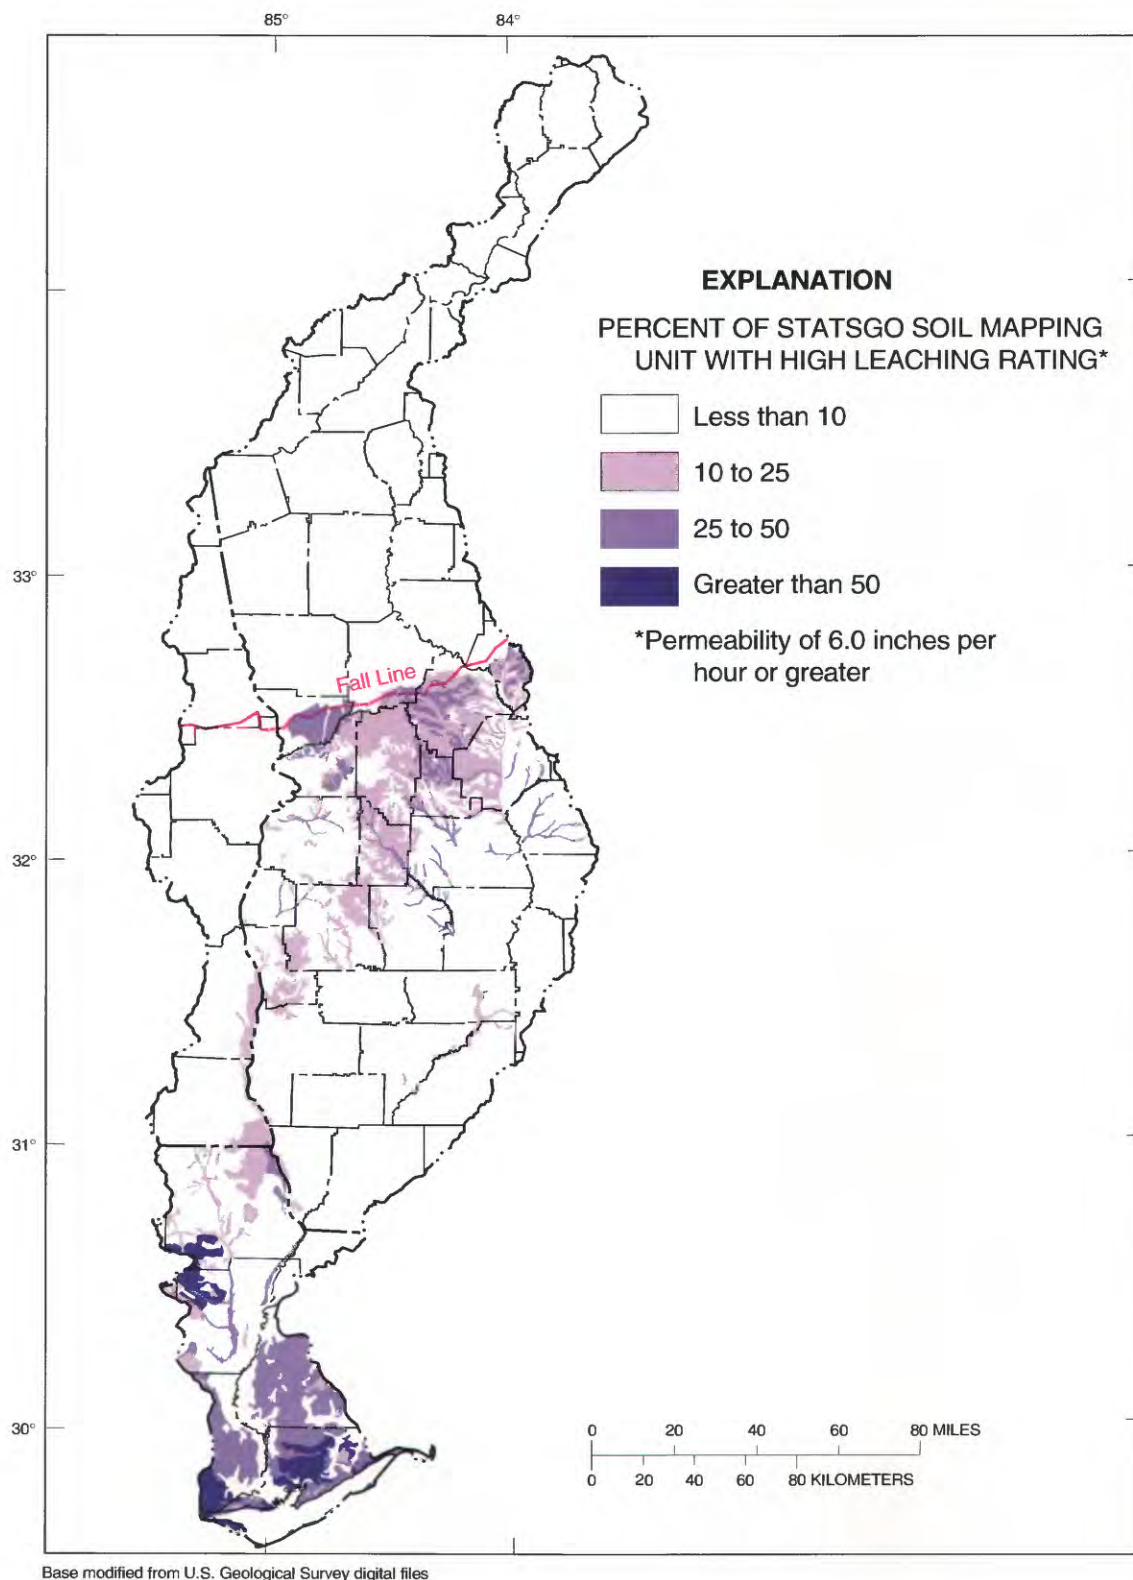 85° 84°
EXPLANATION
PERCENT OF STATSGO SOIL MAPPING
UNIT WITH HIGH LEACHING RATING*
Less than 10
10 to 25
25 to 50
Greater than 50
*Permeability of 6.0 inches per
hour or greater
33°
Fall Line
32°
31°
30°
0 20 40 60 80 MILES
0 20 40 60 80 KILOMETERS
Base modified from U.S. Geological Survey digital files